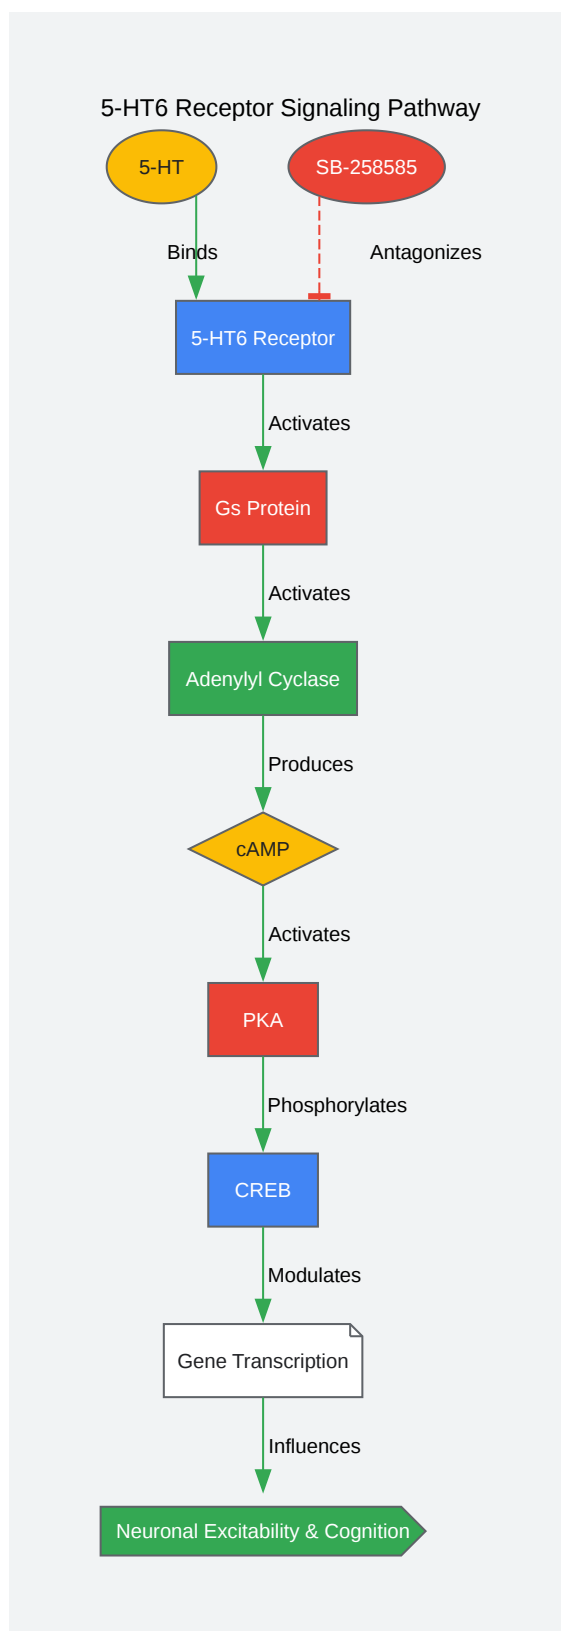 5-HT6 Receptor Signaling Pathway
5-HT
SB-258585
Binds
Antagonizes
5-HT6 Receptor
Activates
Gs Protein
Activates
Adenylyl Cyclase
Produces
cAMP
Activates
PKA
Phosphorylates
CREB
Modulates
Gene Transcription
Influences
Neuronal Excitability & Cognition